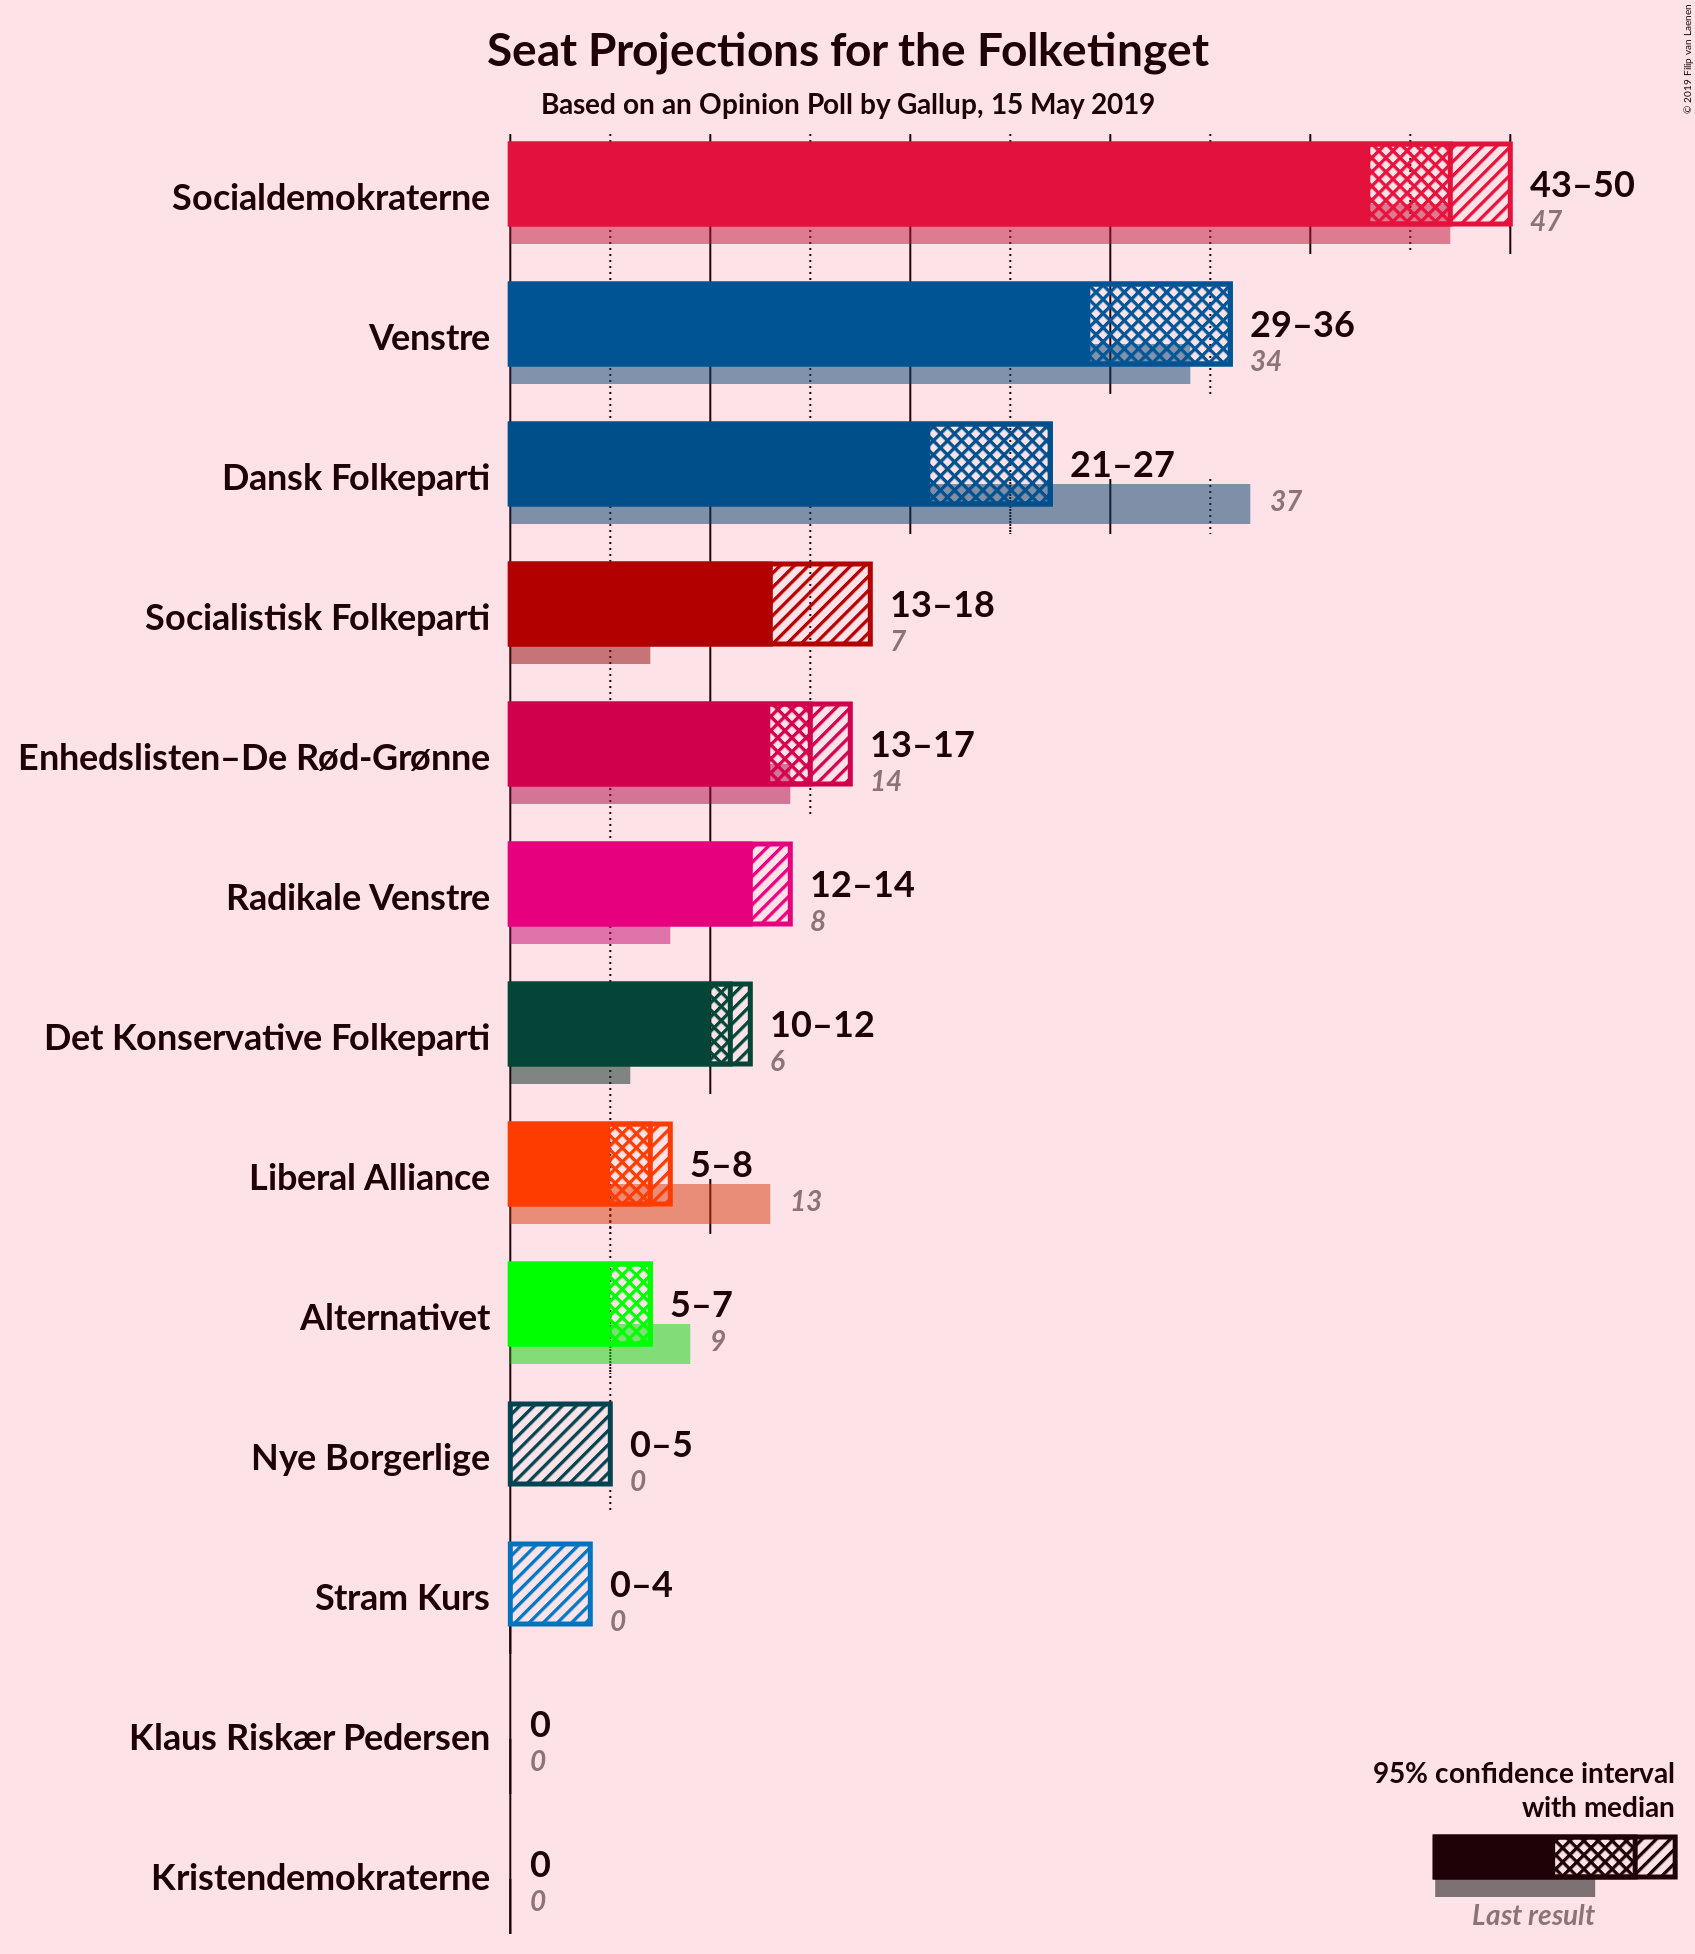 Seat Projections for the Folketinget
Based on an Opinion Poll by Gallup, 15 May 2019
© 2019 Filip van Laenen
Socialdemokraterne
43–50
47
Venstre
29–36
34
Dansk Folkeparti
21–27
37
Socialistisk Folkeparti
13–18
7
Enhedslisten–De Rød-Grønne
13–17
14
Radikale Venstre
12–14
8
Det Konservative Folkeparti
10–12
6
Liberal Alliance
5–8
13
Alternativet
5–7
9
Nye Borgerlige
0–5
0
Stram Kurs
0–4
0
Klaus Riskær Pedersen
0
0
Kristendemokraterne
0
0
95% confidence interval
with median
Last result